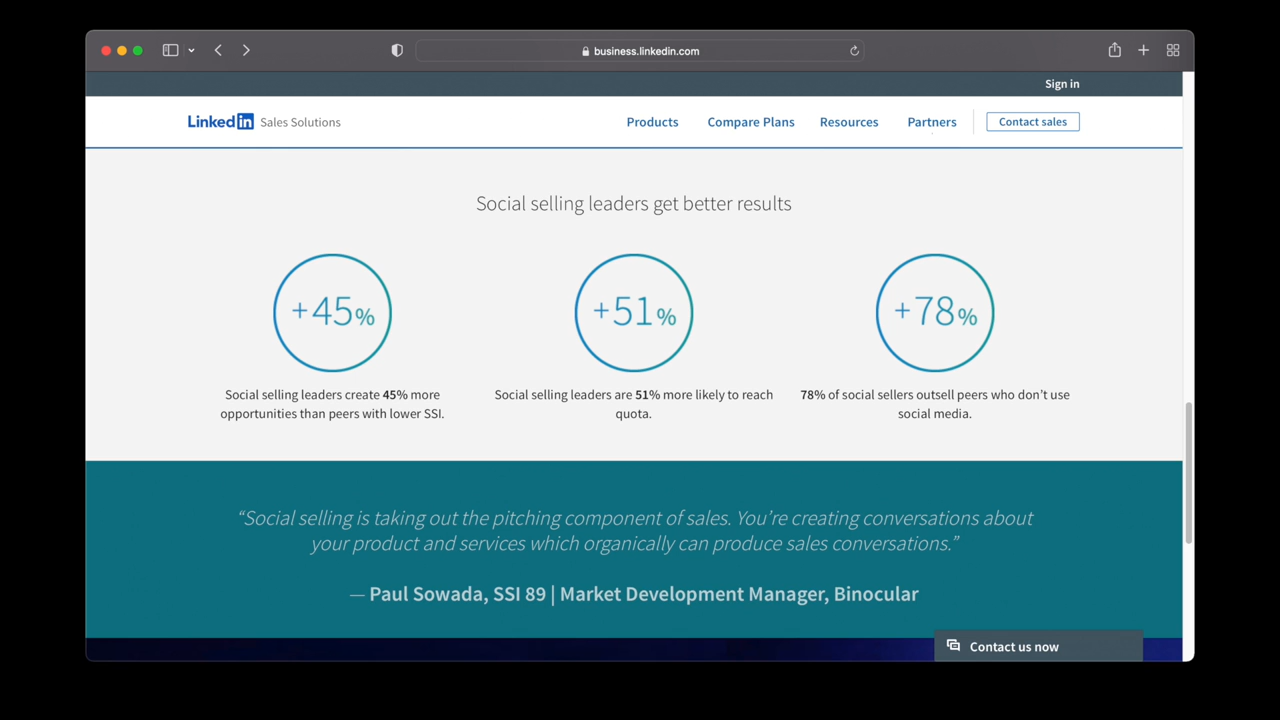 business.linkedin.com
Sign in
Linked in Sales Solutions
Products
Compare Plans
Resources
Partners
Contact sales
Social selling leaders get better results
+45%
+51%
+78%
Social selling leaders create 45% more
opportunities than peers with lower SSI.
Social selling leaders are 51% more likely to reach
quota.
78% of social sellers outsell peers who don’t use
social media.
“Social selling is taking out the pitching component of sales. You’re creating conversations about
your product and services which organically can produce sales conversations.”
— Paul Sowada, SSI 89 | Market Development Manager, Binocular
Contact us now